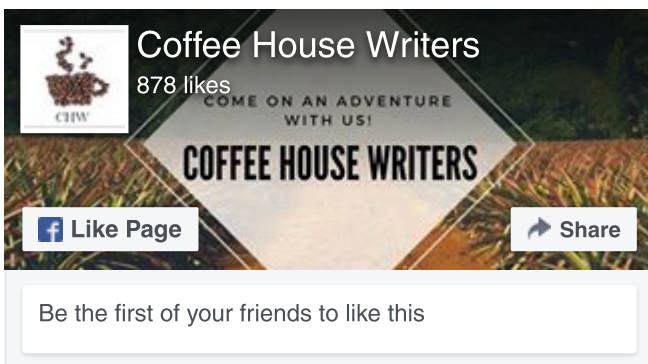 Coffee House Writers
878 likes
CHW
COME ON AN ADVENTURE
WITH US!
COFFEE HOUSE WRITERS
f Like Page
Share
Be the first of your friends to like this